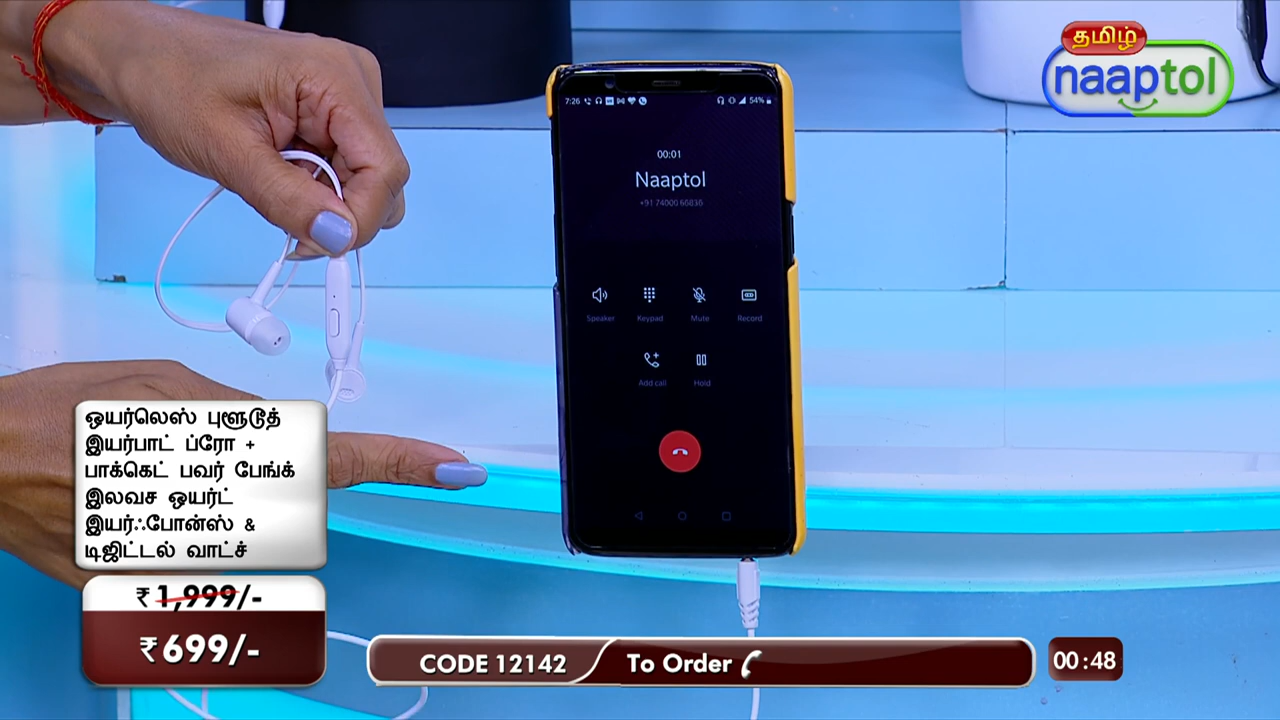 தமிழ்
naaptol
7:26
54%
00:01
Naaptol
+91 74000 66836
Speaker Keypad Mute Record
Add call Hold
ஒயர்லெஸ் புளூடூத்
இயர்பாட் ப்ரோ +
பாக்கெட் பவர் பேங்க்
இலவச ஒயர்ட்
இயர்ஃபோன்ஸ் &
டிஜிட்டல் வாட்ச்
₹ 1,999/-
₹ 699/-
CODE 12142 To Order
00:48